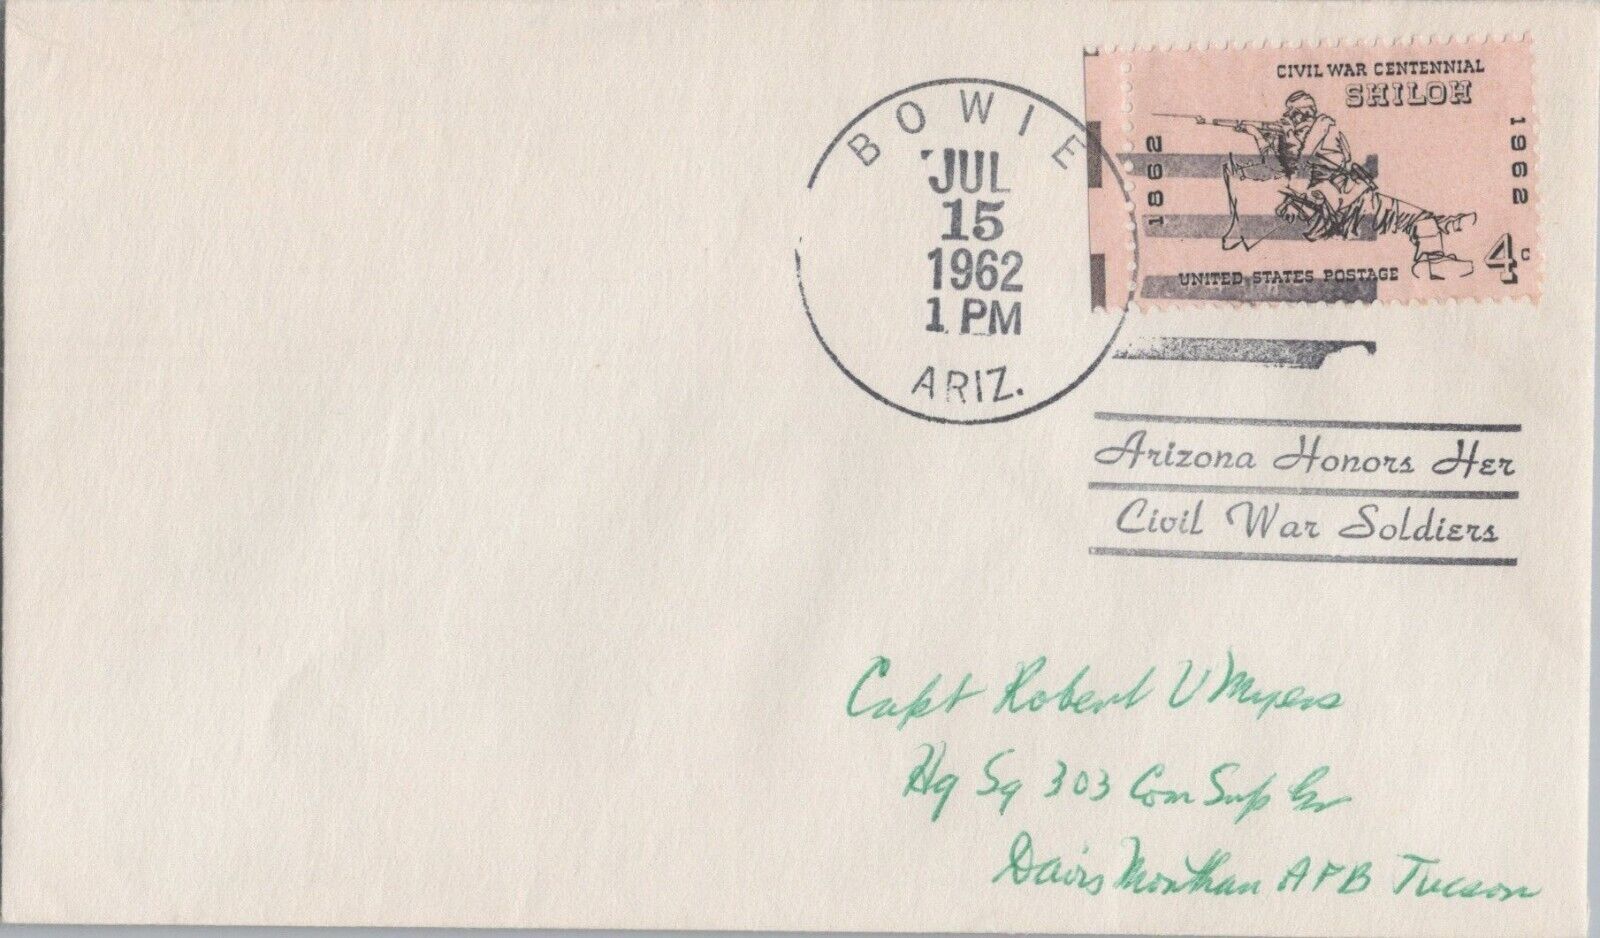 BOWIE
JUL
15
1962
1 PM
ARIZ.
CIVIL WAR CENTENNIAL
SHILOH
1862
1962
UNITED STATES POSTAGE
4c
Arizona Honors Her
Civil War Soldiers
Capt Robert V Myers
Hq Sq 303 Com Sup Gr
Davis Monthan AFB Tucson